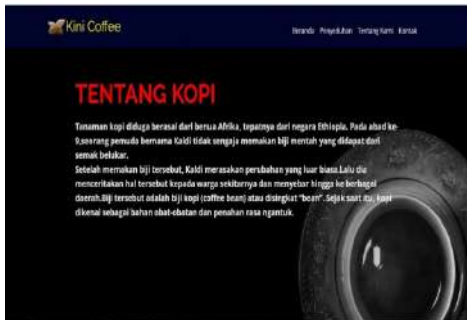 Kini Coffee
Beranda Penyeduhan Tentang Kami Kontak
TENTANG KOPI
Tanaman kopi diduga berasal dari benua Afrika, tepatnya dari negara Ethiopia. Pada abad ke-
9,seorang pemuda bernama Kaldi tidak sengaja memakan biji mentah yang didapat dari
semak belukar.
Setelah memakan biji tersebut, Kaldi merasakan perubahan yang luar biasa.Lalu dia
menceritakan hal tersebut kepada warga sekitarnya dan menyebar hingga ke berbagai
daerah.Biji tersebut adalah biji kopi (coffee bean) atau disingkat "bean". Sejak saat itu, kopi
dikenal sebagai bahan obat-obatan dan penahan rasa ngantuk.